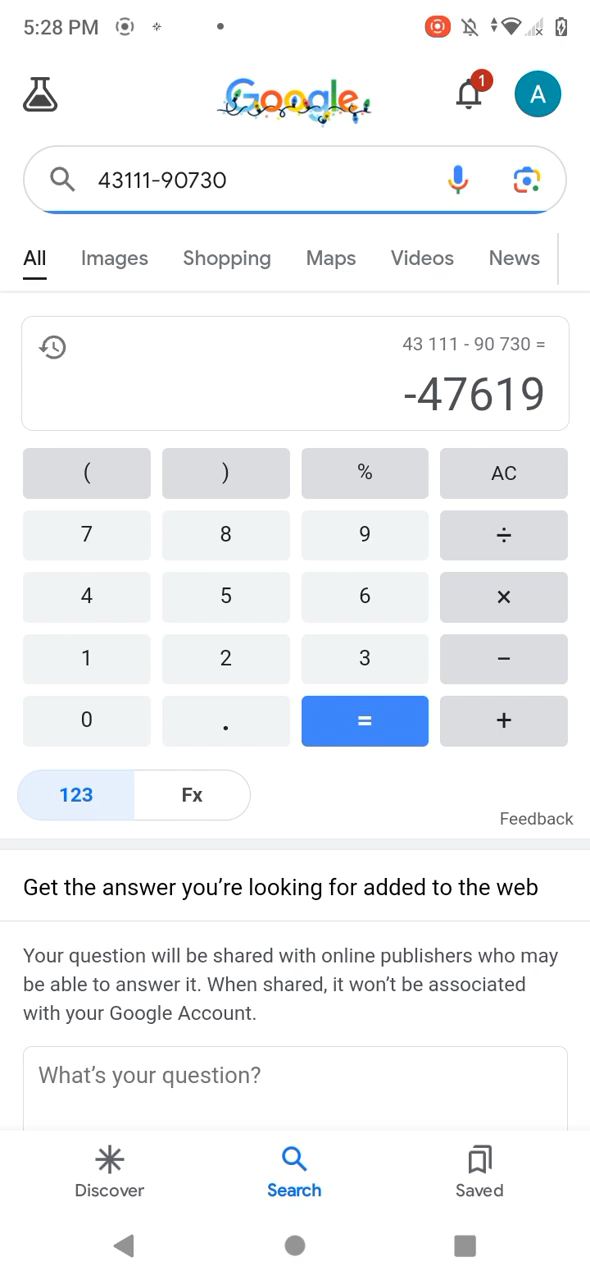 5:28 PM
Google
1
A
43111-90730
All Images Shopping Maps Videos News
43 111 - 90 730 =
-47619
( ) % AC
7 8 9 ÷
4 5 6 ×
1 2 3 −
0 . = +
123 Fx
Feedback
Get the answer you’re looking for added to the web
Your question will be shared with online publishers who may
be able to answer it. When shared, it won’t be associated
with your Google Account.
What’s your question?
Discover Search Saved